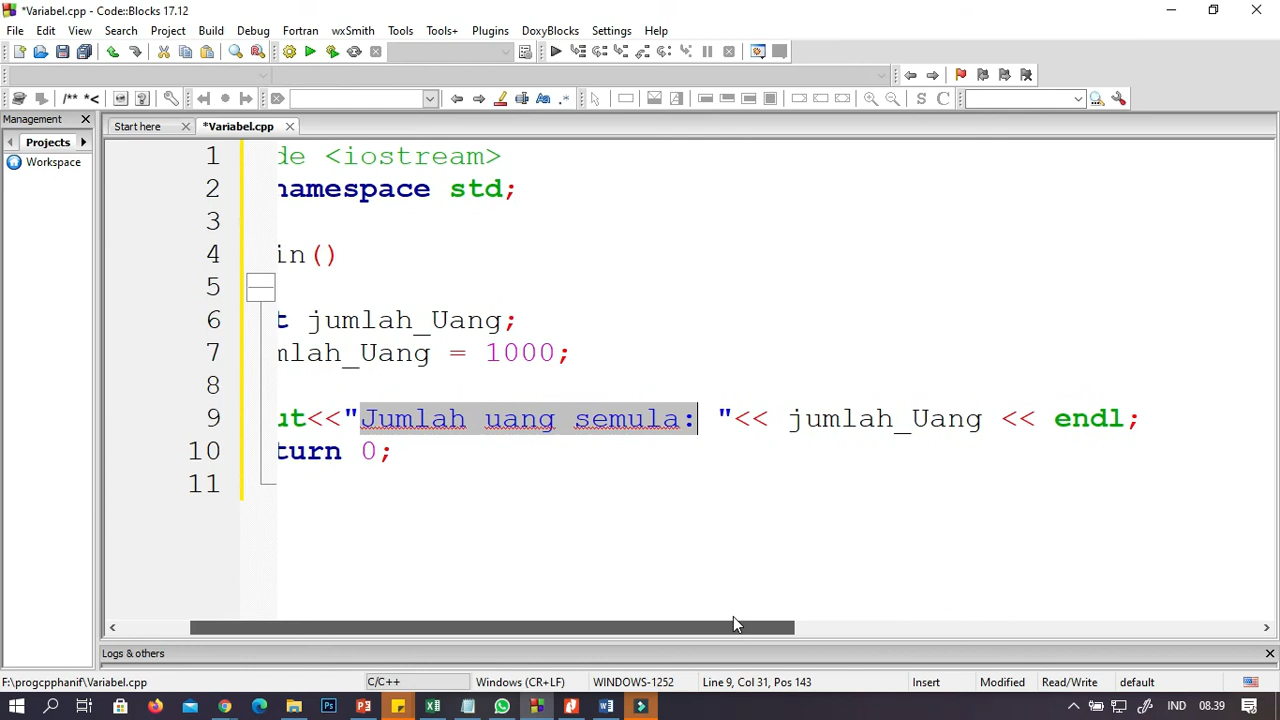 *Variabel.cpp - Code::Blocks 17.12
File Edit View Search Project Build Debug Fortran wxSmith Tools Tools+ Plugins DoxyBlocks Settings Help
/** *< S C
Management
Start here *Variabel.cpp
Projects
Workspace
1 de <iostream>
2 namespace std;
3
4 in()
5
6 t jumlah_Uang;
7 mlah_Uang = 1000;
8
9 ut<<"Jumlah uang semula: "<< jumlah_Uang << endl;
10 turn 0;
11
Logs & others
F:\progcpphanif\Variabel.cpp C/C++ Windows (CR+LF) WINDOWS-1252 Line 9, Col 31, Pos 143 Insert Modified Read/Write default
IND 08.39